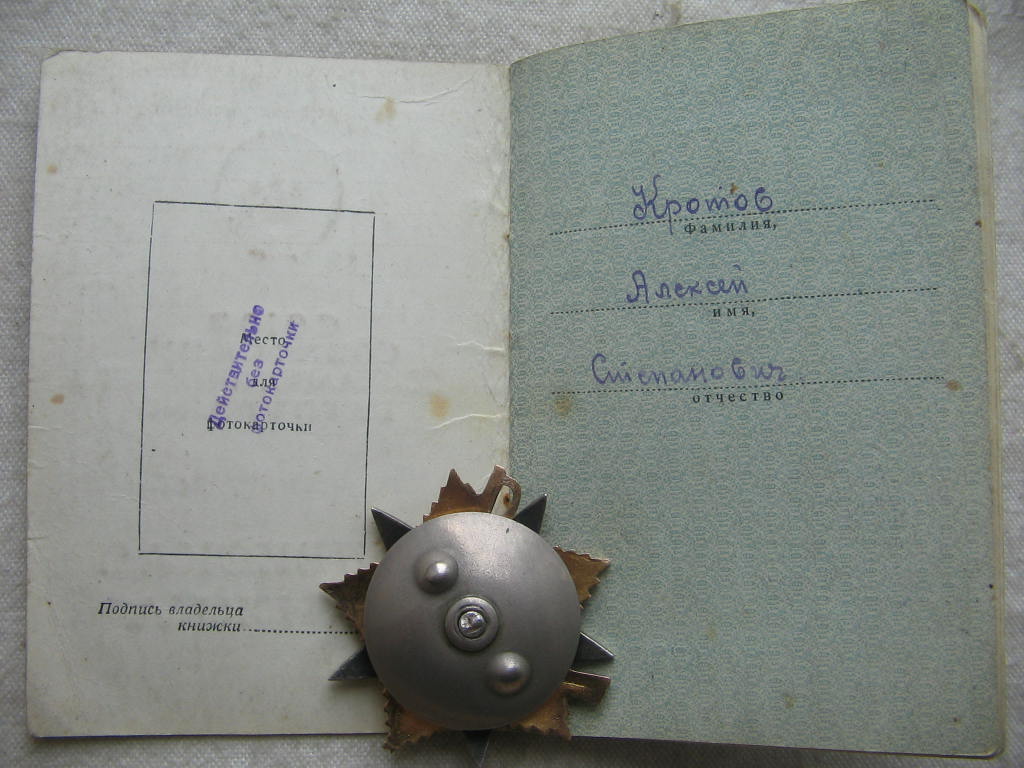 Место
для
фотокарточки
Действительно
без
фотокарточки
Подпись владельца
книжки
Кротов
фамилия,
Алексей
имя,
Степанович
отчество